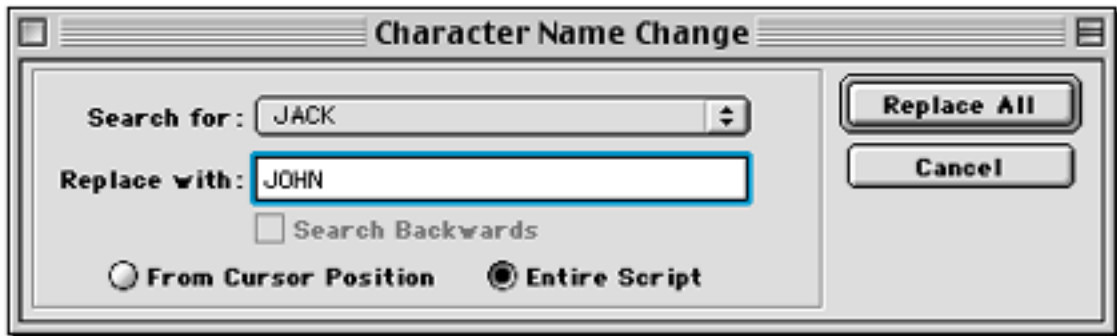 Character Name Change
Search for: JACK
Replace All
Replace with: JOHN
Cancel
Search Backwards
From Cursor Position Entire Script